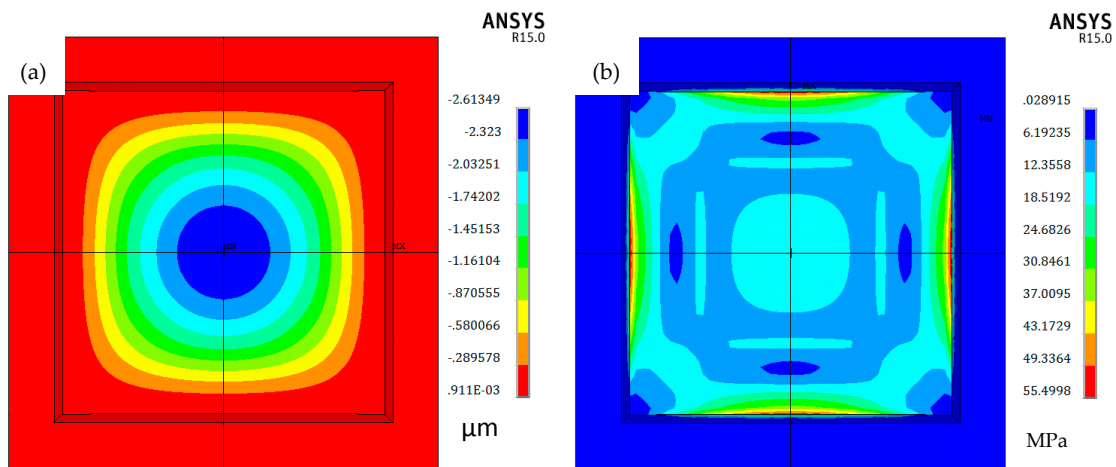 ANSYS
R15.0
(a)
-2.61349
-2.323
-2.03251
-1.74202
-1.45153
-1.16104
-.870555
-.580066
-.289578
.911E-03
μm
MN
MX
ANSYS
R15.0
(b)
.028915
6.19235
12.3558
18.5192
24.6826
30.8461
37.0095
43.1729
49.3364
55.4998
MPa